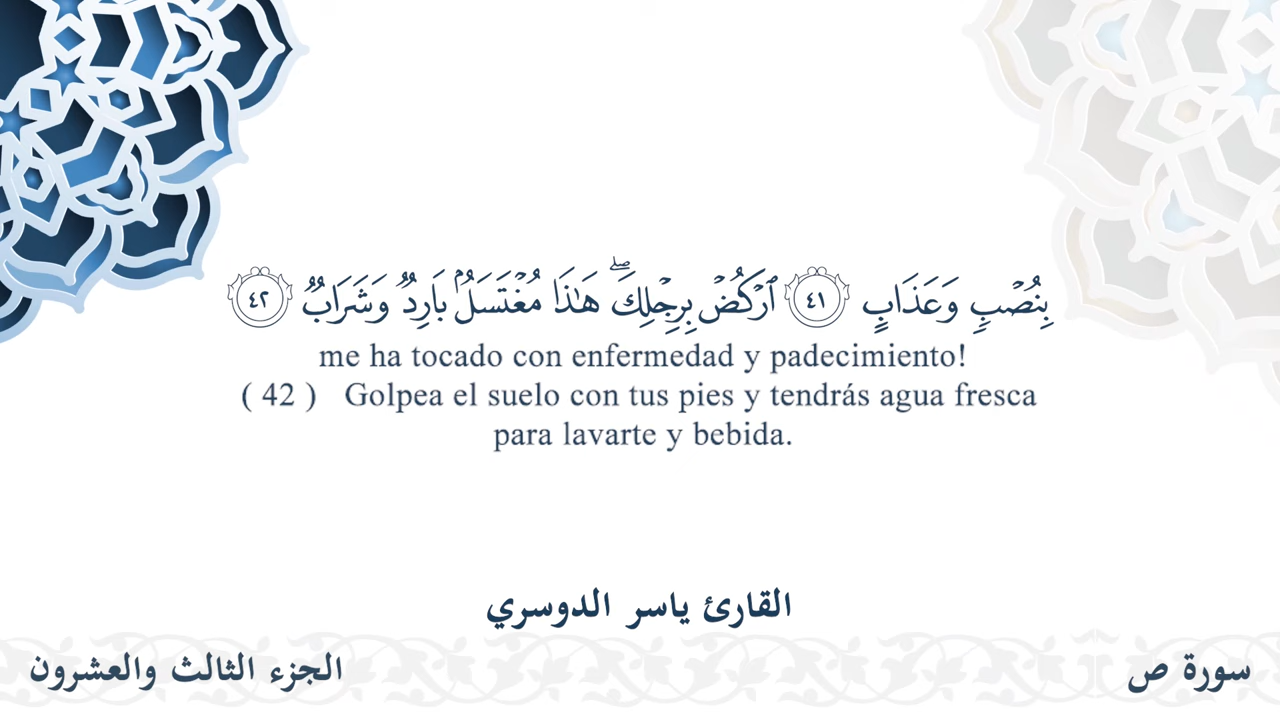 بِنُصْبٍ وَعَذَابٍ ٤١ ٱرْكُضْ بِرِجْلِكَ ۖ هَٰذَا مُغْتَسَلٌۢ بَارِدٌ وَشَرَابٌ ٤٢
me ha tocado con enfermedad y padecimiento!
( 42 ) Golpea el suelo con tus pies y tendrás agua fresca
para lavarte y bebida.
القارئ ياسر الدوسري
سورة ص
الجزء الثالث والعشرون